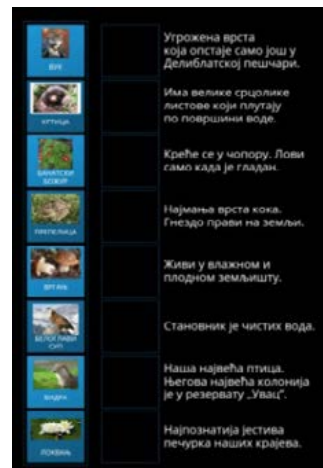 ВУК
Угрожена врста
која опстаје само још у
Делиблатској пешчари.
КРТИЦА
Има велике срцолике
листове који плутају
по површини воде.
БАНАТСКИ
БОЖУР
Креће се у чопору. Лови
само када је гладан.
ПРЕПЕЛИЦА
Најмања врста кока.
Гнездо прави на земљи.
ВРГАЊ
Живи у влажном и
плодном земљишту.
БЕЛОГЛАВИ
СУП
Становник је чистих вода.
ВИДРА
Наша највећа птица.
Његова највећа колонија
је у резервату „Увац“.
ЛОКВАЊ
Најпознатија јестива
печурка наших крајева.